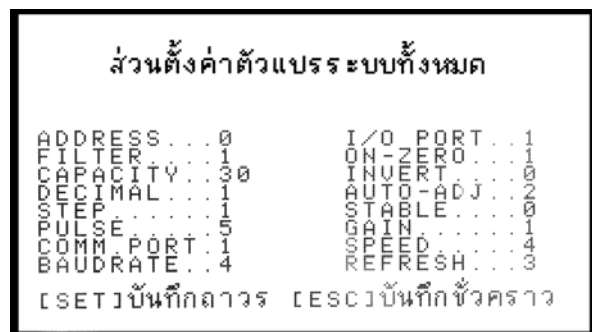 ส่วนตั้งค่าตัวแปรระบบทั้งหมด
ADDRESS...0 I/O PORT..1
FILTER....1 ON-ZERO...1
CAPACITY..30 INVERT....0
DECIMAL...1 AUTO-ADJ..2
STEP......1 STABLE....0
PULSE.....5 GAIN......1
COMM.PORT.1 SPEED.....4
BAUDRATE..4 REFRESH...3
[SET]บันทึกถาวร [ESC]บันทึกชั่วคราว